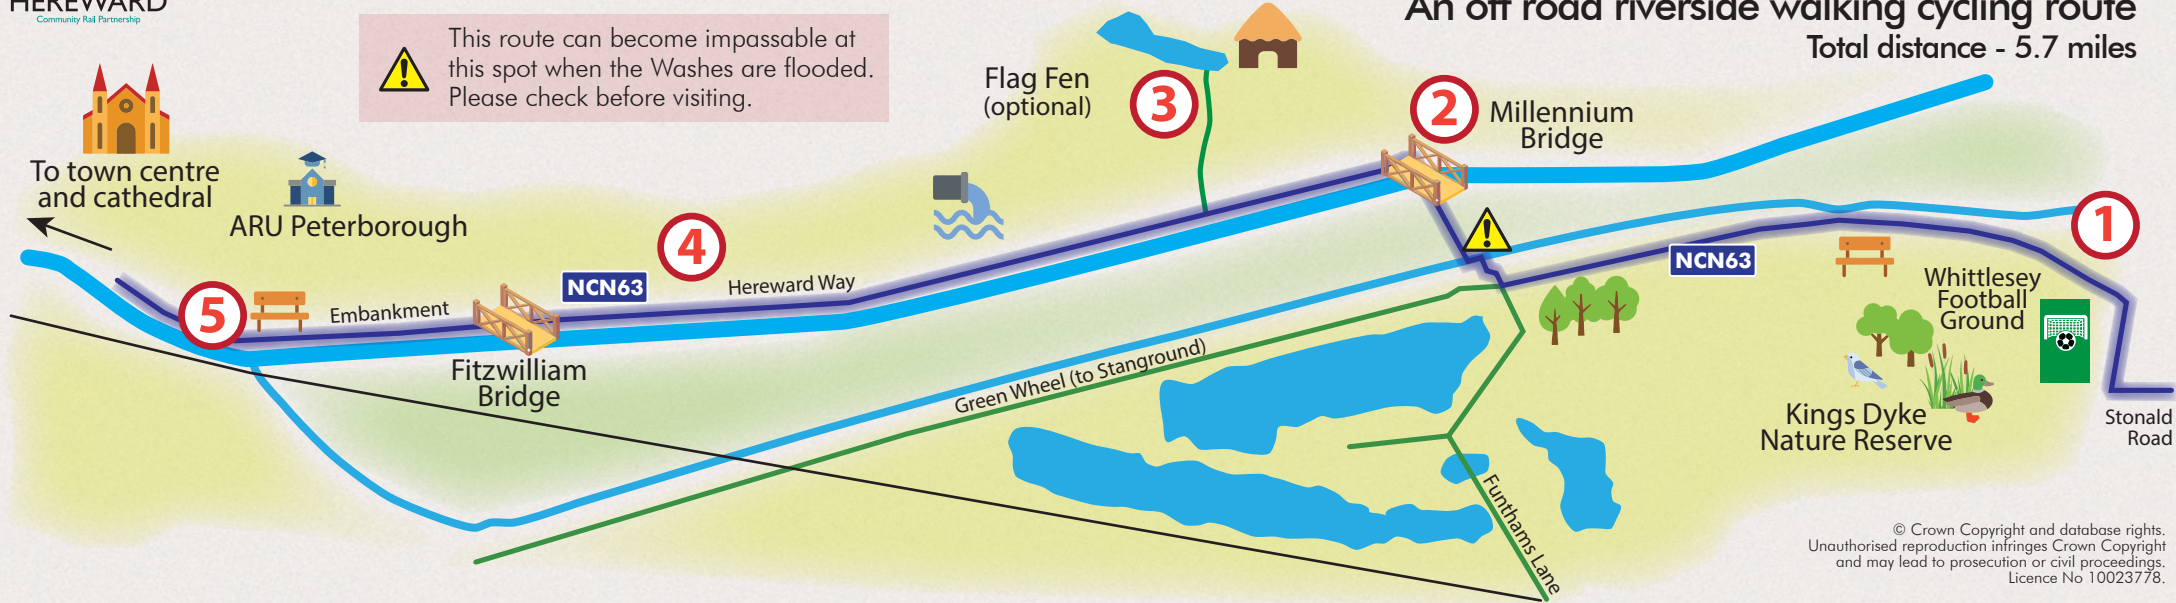 HEREWARD
Community Rail Partnership
This route can become impassable at
this spot when the Washes are flooded.
Please check before visiting.
An off road riverside walking cycling route
Total distance - 5.7 miles
To town centre
and cathedral
ARU Peterborough
Flag Fen
(optional)
3
2
Millennium
Bridge
1
4
5
NCN63
Hereward Way
Embankment
Fitzwilliam
Bridge
NCN63
Whittlesey
Football
Ground
Green Wheel (to Stanground)
Kings Dyke
Nature Reserve
Stonald
Road
Funthams Lane
© Crown Copyright and database rights.
Unauthorised reproduction infringes Crown Copyright
and may lead to prosecution or civil proceedings.
Licence No 10023778.